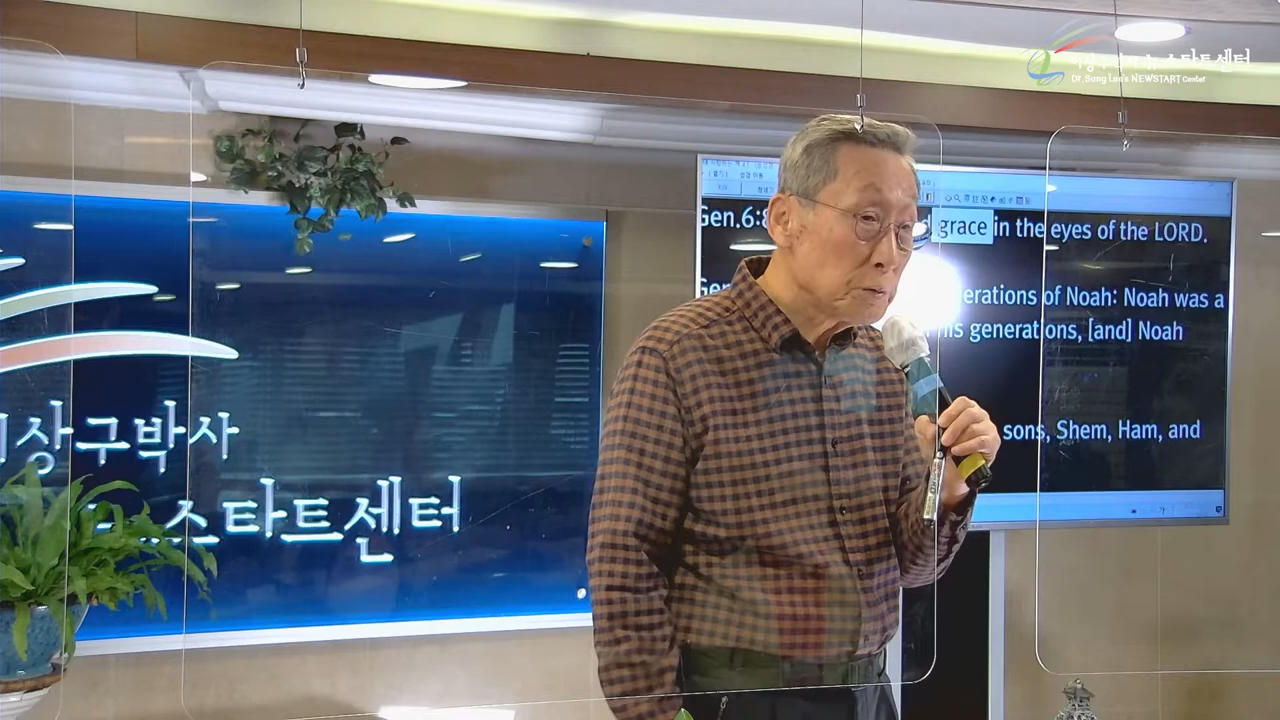 뉴스타트센터
Dr. Sang Lee's NEWSTART Center
Gen.6:8
grace in the eyes of the LORD.
erations of Noah: Noah was a
his generations, [and] Noah
sons, Shem, Ham, and
이상구박사
스타트센터